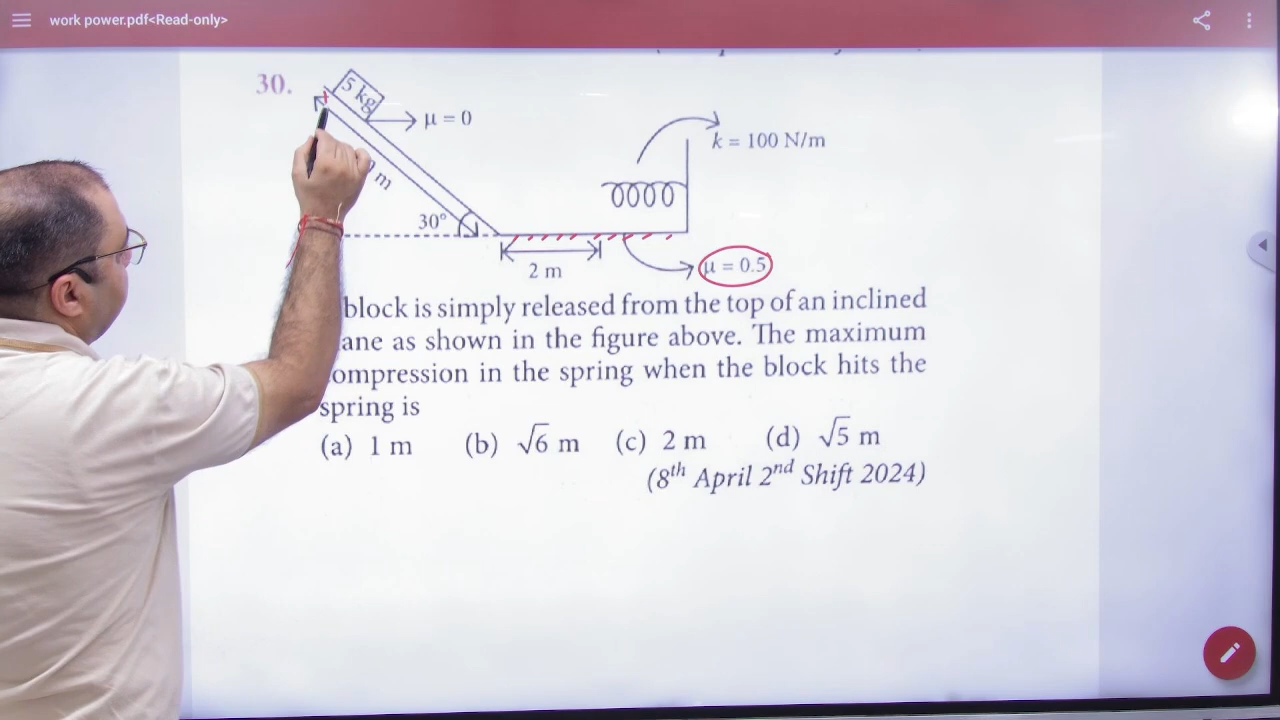 work power.pdf<Read-only>
30.
5 kg
μ = 0
k = 100 N/m
m
30°
2 m
μ = 0.5
block is simply released from the top of an inclined
ane as shown in the figure above. The maximum
ompression in the spring when the block hits the
spring is
(a) 1 m (b) √6 m (c) 2 m (d) √5 m
(8th April 2nd Shift 2024)